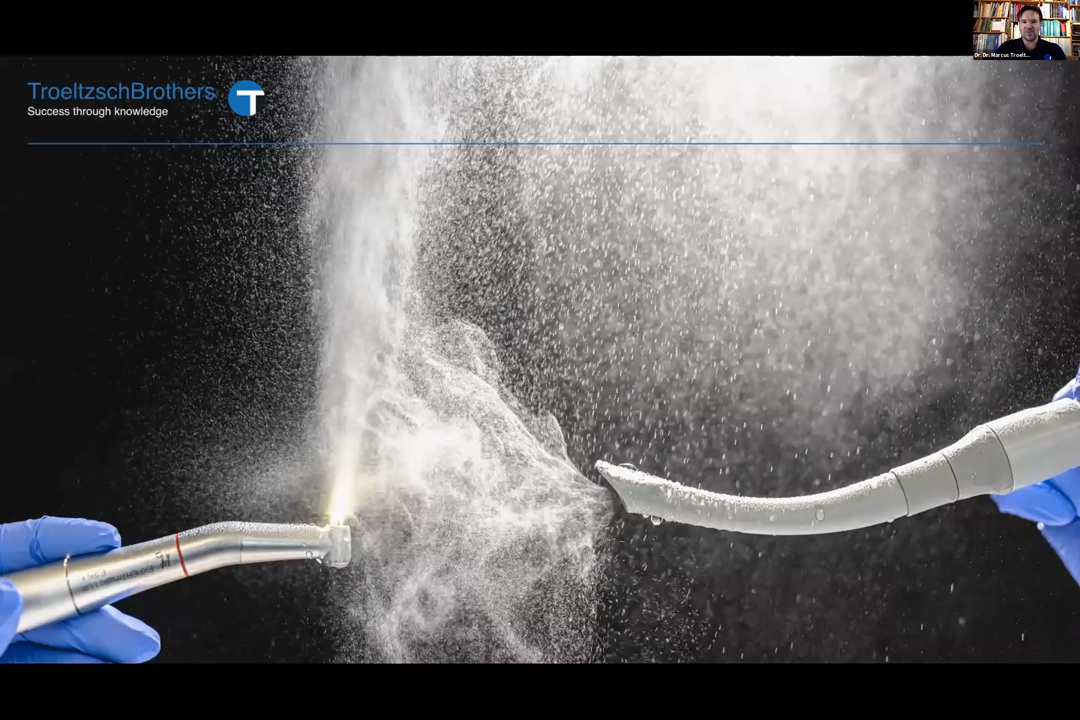 TroeltzschBrothers
T
Success through knowledge
Dr. Dr. Marcus Troelt...